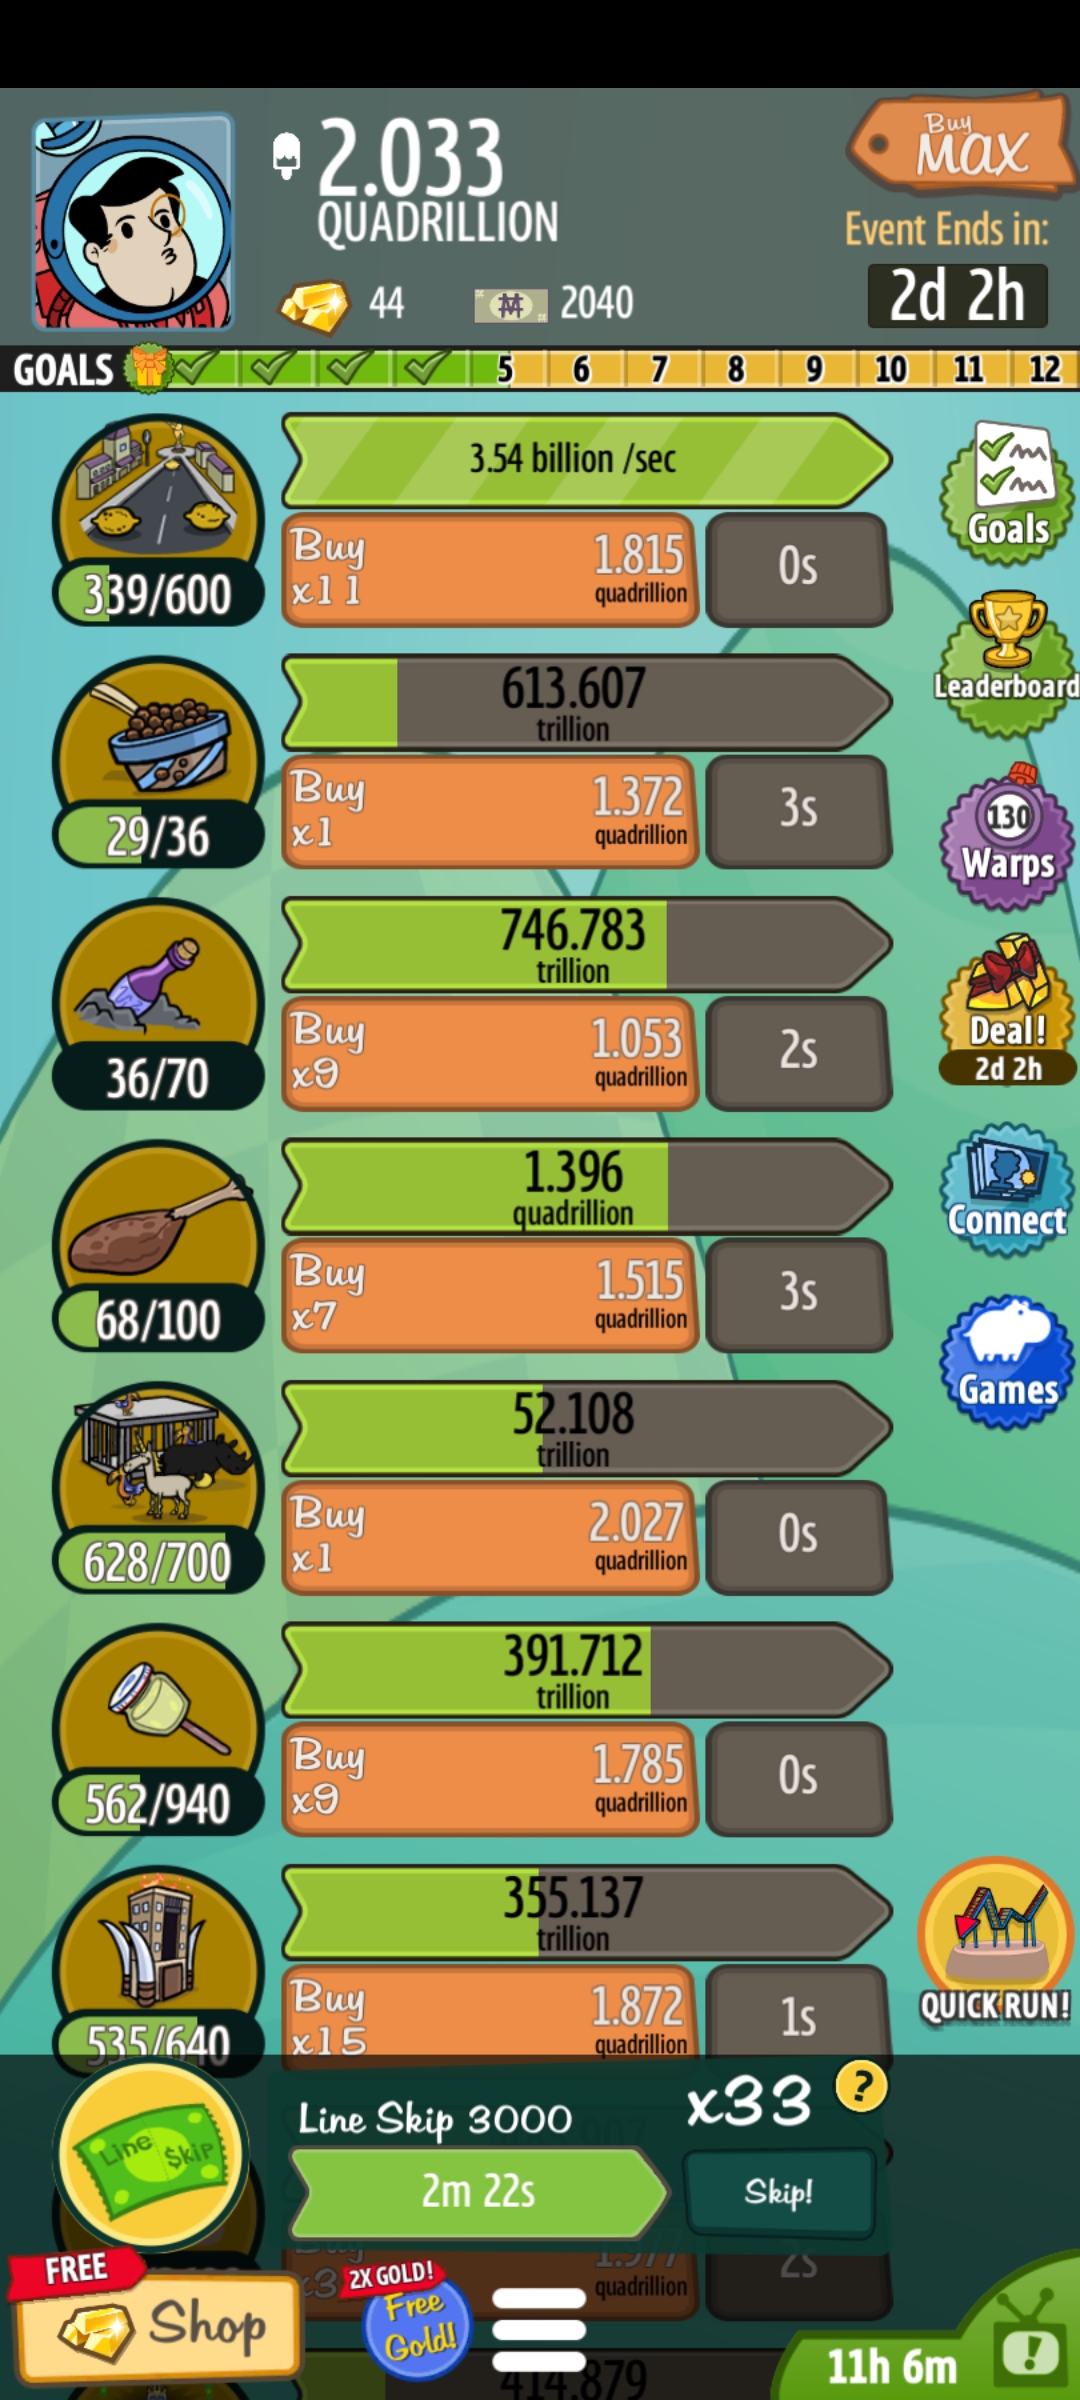 2.033
QUADRILLION
Buy
MAX
Event Ends in:
2d 2h
44
2040
GOALS
5 6 7 8 9 10 11 12
3.54 billion /sec
Buy
x11
1.815
quadrillion
0s
339/600
Goals
Leaderboard
613.607
trillion
Buy
x1
1.372
quadrillion
3s
29/36
130
Warps
746.783
trillion
Buy
x9
1.053
quadrillion
2s
36/70
Deal!
2d 2h
1.396
quadrillion
Buy
x7
1.515
quadrillion
3s
68/100
Connect
Games
52.108
trillion
Buy
x1
2.027
quadrillion
0s
628/700
391.712
trillion
Buy
x9
1.785
quadrillion
0s
562/940
355.137
trillion
Buy
x15
1.872
quadrillion
1s
535/640
QUICK RUN!
Line Skip
Line Skip 3000
x33
?
2m 22s
Skip!
Buy
1.977
quadrillion
2s
FREE
Shop
2X GOLD!
Free
Gold!
414.879
11h 6m
!